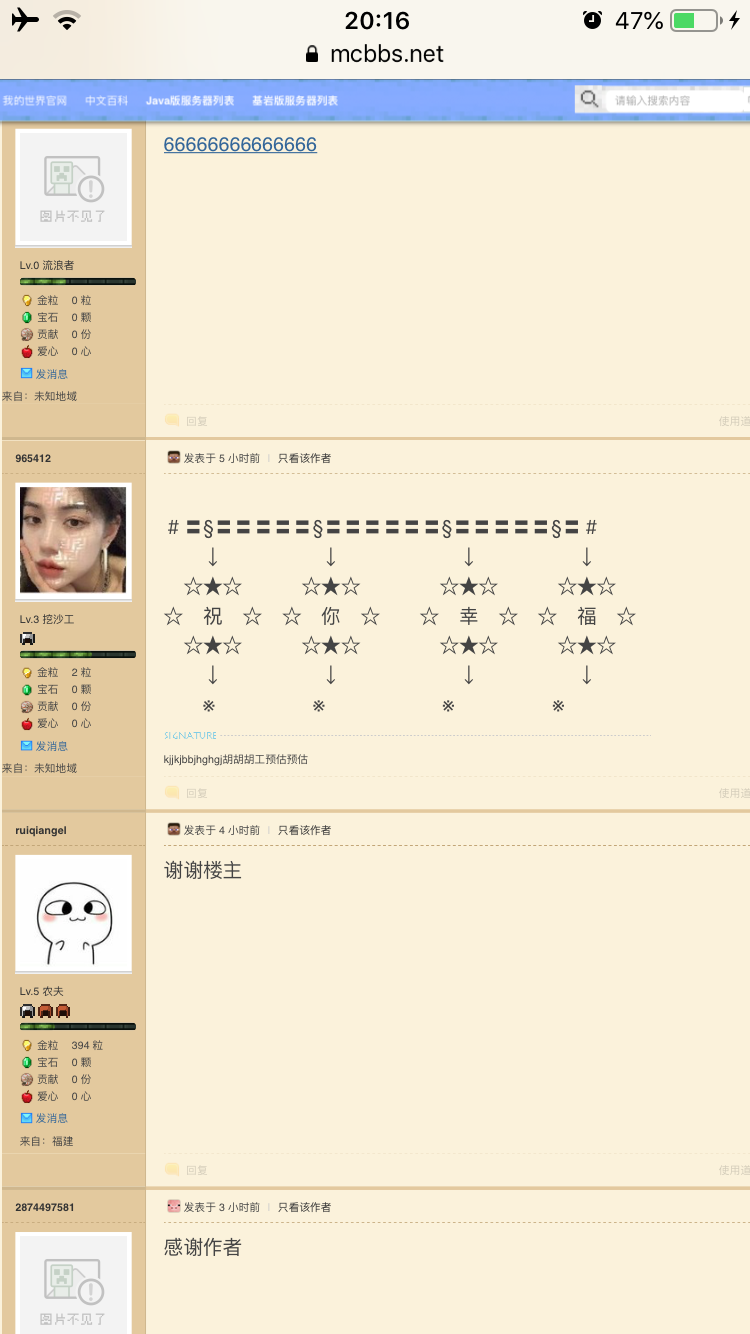 20:16
47%
mcbbs.net
我的世界官网 中文百科 Java版服务器列表 基岩版服务器列表
请输入搜索内容
66666666666666
图片不见了
Lv.0 流浪者
金粒 0 粒
宝石 0 颗
贡献 0 份
爱心 0 心
发消息
来自: 未知地域
回复 使用道
965412
发表于 5 小时前 | 只看该作者
# 〓§〓〓〓〓〓§〓〓〓〓〓〓§〓〓〓〓〓§〓 #
↓ ↓ ↓ ↓
☆★☆ ☆★☆ ☆★☆ ☆★☆
☆ 祝 ☆ ☆ 你 ☆ ☆ 幸 ☆ ☆ 福 ☆
☆★☆ ☆★☆ ☆★☆ ☆★☆
↓ ↓ ↓ ↓
※ ※ ※ ※
Lv.3 挖沙工
金粒 2 粒
宝石 0 颗
贡献 0 份
爱心 0 心
发消息
来自: 未知地域
SIGNATURE
kjjkjbbjhghgj胡胡胡工预估预估
回复 使用道
ruiqiangel
发表于 4 小时前 | 只看该作者
谢谢楼主
Lv.5 农夫
金粒 394 粒
宝石 0 颗
贡献 0 份
爱心 0 心
发消息
来自: 福建
回复 使用道
2874497581
发表于 3 小时前 | 只看该作者
感谢作者
图片不见了